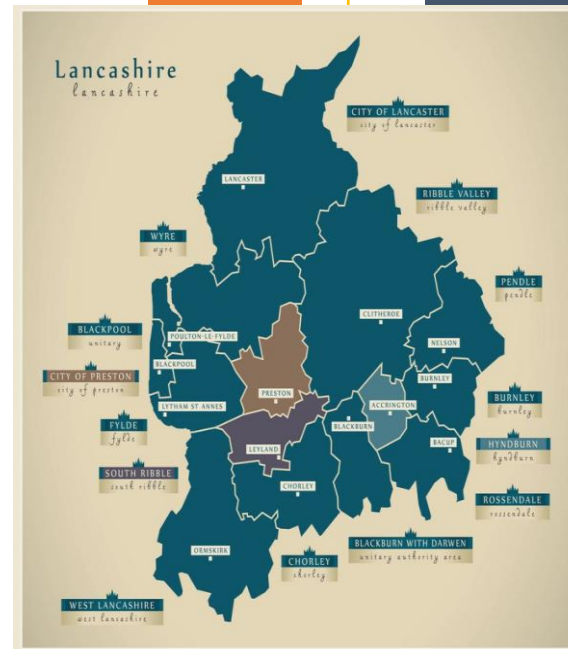 Lancashire
lancashire
CITY OF LANCASTER
city of lancaster
LANCASTER
RIBBLE VALLEY
ribble valley
WYRE
wyre
PENDLE
pendle
CLITHEROE
BLACKPOOL
unitary
POULTON-LE-FYLDE
NELSON
BLACKPOOL
CITY OF PRESTON
city of preston
BURNLEY
PRESTON
ACCRINGTON
BURNLEY
burnley
LYTHAM ST ANNES
FYLDE
fylde
BLACKBURN
BACUP
HYNDBURN
hyndburn
LEYLAND
SOUTH RIBBLE
south ribble
CHORLEY
ROSSENDALE
rossendale
BLACKBURN WITH DARWEN
unitary authority area
ORMSKIRK
CHORLEY
chorley
WEST LANCASHIRE
west lancashire